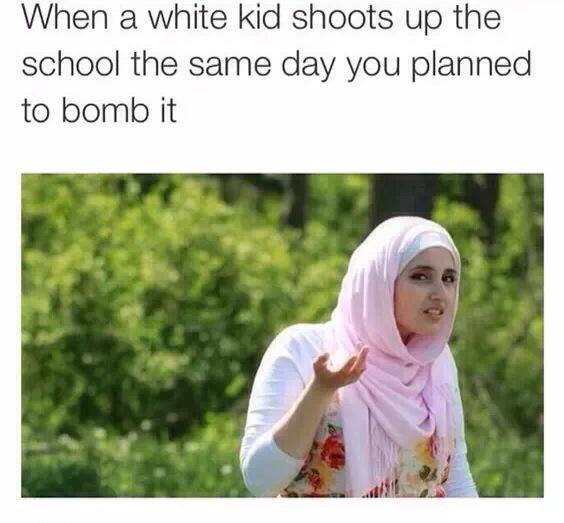 When a white kid shoots up the
school the same day you planned
to bomb it